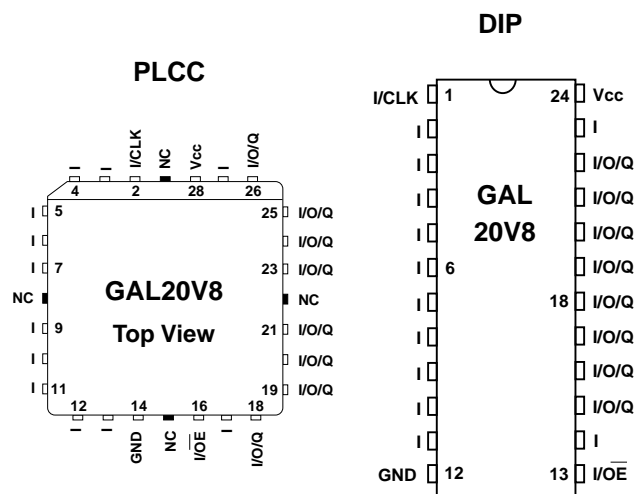 DIP
PLCC
I/CLK 1 24 Vcc
I I
I I/O/Q
I I/O/Q
I I/O/Q
I 6 I/O/Q
I 18 I/O/Q
I I/O/Q
I I/O/Q
I I/O/Q
I I
GND 12 13 I/OE
GAL
20V8
I I I/CLK NC Vcc I I/O/Q
4 2 28 26
I 5 25 I/O/Q
I I/O/Q
I 7 23 I/O/Q
NC NC
GAL20V8
Top View
I 9 21 I/O/Q
I I/O/Q
I 11 19 I/O/Q
12 14 16 18
I I GND NC I/OE I I/O/Q